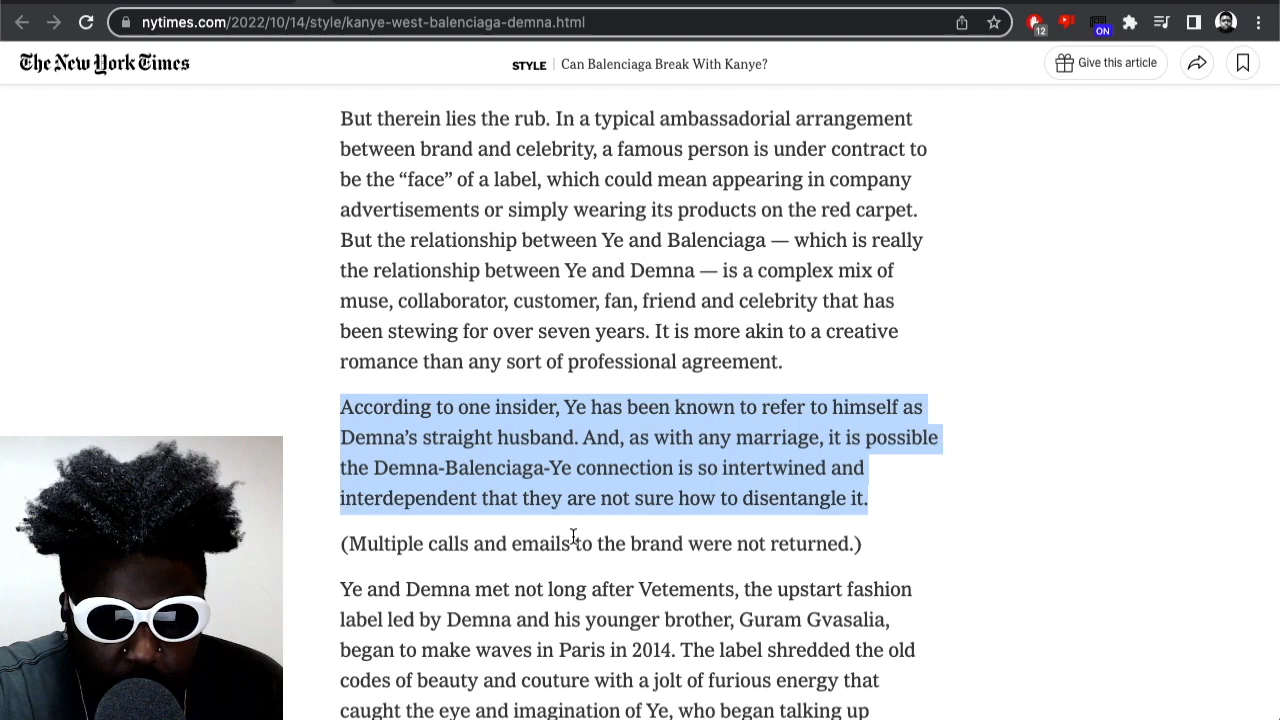 nytimes.com/2022/10/14/style/kanye-west-balenciaga-demna.html
12
ON
The New York Times
STYLE | Can Balenciaga Break With Kanye?
Give this article
But therein lies the rub. In a typical ambassadorial arrangement
between brand and celebrity, a famous person is under contract to
be the “face” of a label, which could mean appearing in company
advertisements or simply wearing its products on the red carpet.
But the relationship between Ye and Balenciaga — which is really
the relationship between Ye and Demna — is a complex mix of
muse, collaborator, customer, fan, friend and celebrity that has
been stewing for over seven years. It is more akin to a creative
romance than any sort of professional agreement.
According to one insider, Ye has been known to refer to himself as
Demna’s straight husband. And, as with any marriage, it is possible
the Demna-Balenciaga-Ye connection is so intertwined and
interdependent that they are not sure how to disentangle it.
(Multiple calls and emails to the brand were not returned.)
Ye and Demna met not long after Vetements, the upstart fashion
label led by Demna and his younger brother, Guram Gvasalia,
began to make waves in Paris in 2014. The label shredded the old
codes of beauty and couture with a jolt of furious energy that
caught the eye and imagination of Ye, who began talking up